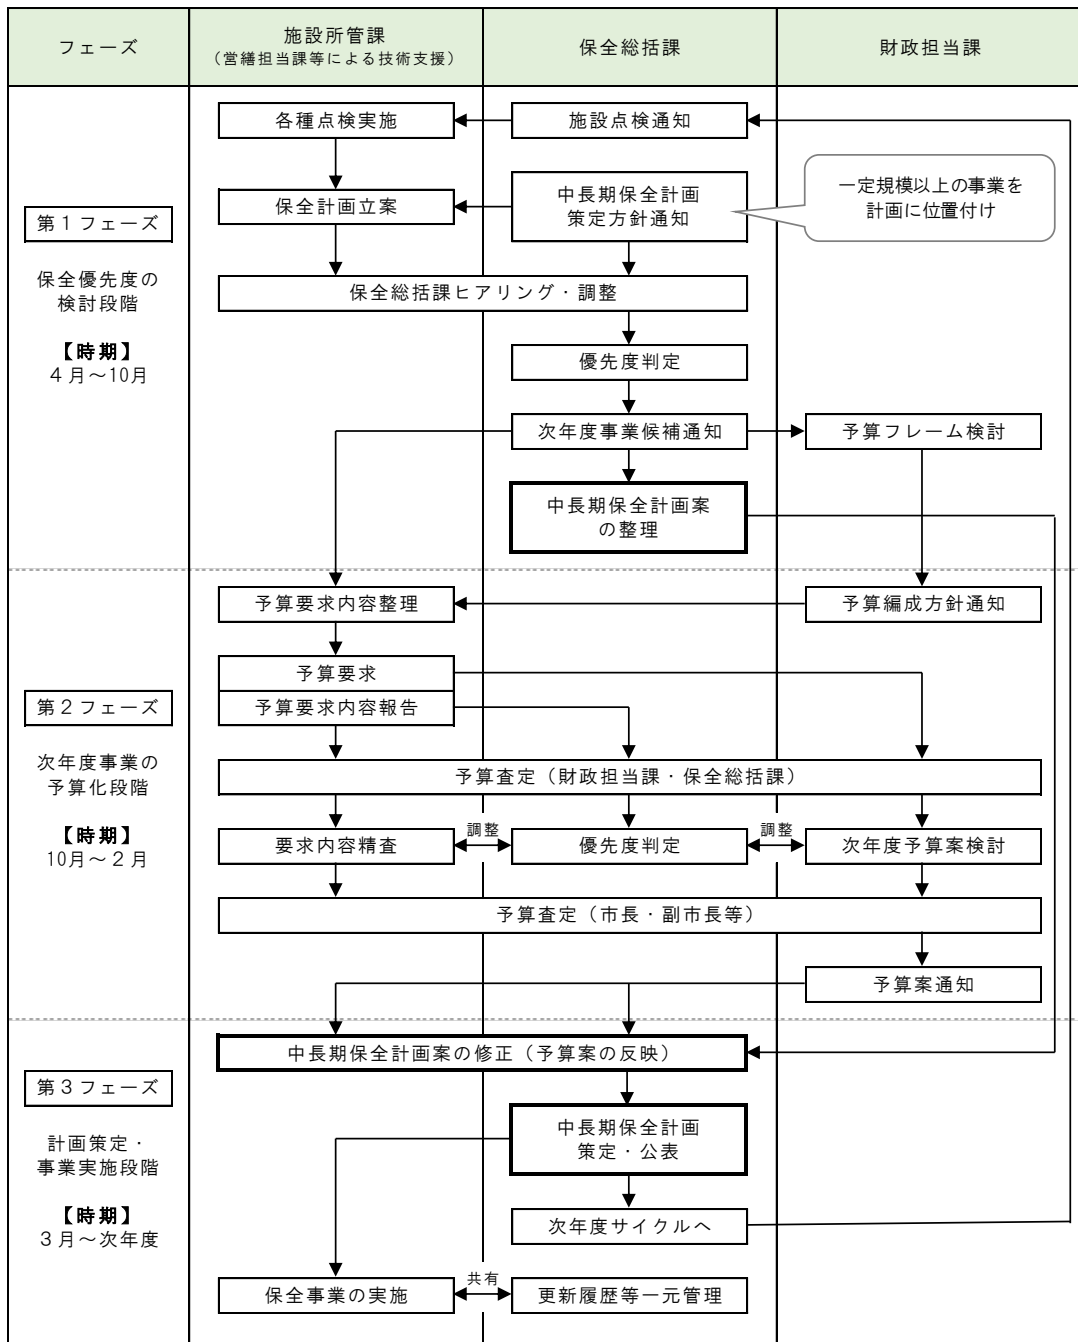 フェーズ
施設所管課
（営繕担当課等による技術支援）
保全総括課
財政担当課
第１フェーズ
保全優先度の
検討段階
【時期】
４月～10月
各種点検実施
施設点検通知
保全計画立案
中長期保全計画
策定方針通知
一定規模以上の事業を
計画に位置付け
保全総括課ヒアリング・調整
優先度判定
次年度事業候補通知
予算フレーム検討
中長期保全計画案
の整理
第２フェーズ
次年度事業の
予算化段階
【時期】
10月～２月
予算要求内容整理
予算編成方針通知
予算要求
予算要求内容報告
予算査定（財政担当課・保全総括課）
要求内容精査
調整
優先度判定
調整
次年度予算案検討
予算査定（市長・副市長等）
予算案通知
第３フェーズ
計画策定・
事業実施段階
【時期】
３月～次年度
中長期保全計画案の修正（予算案の反映）
中長期保全計画
策定・公表
次年度サイクルへ
保全事業の実施
共有
更新履歴等一元管理